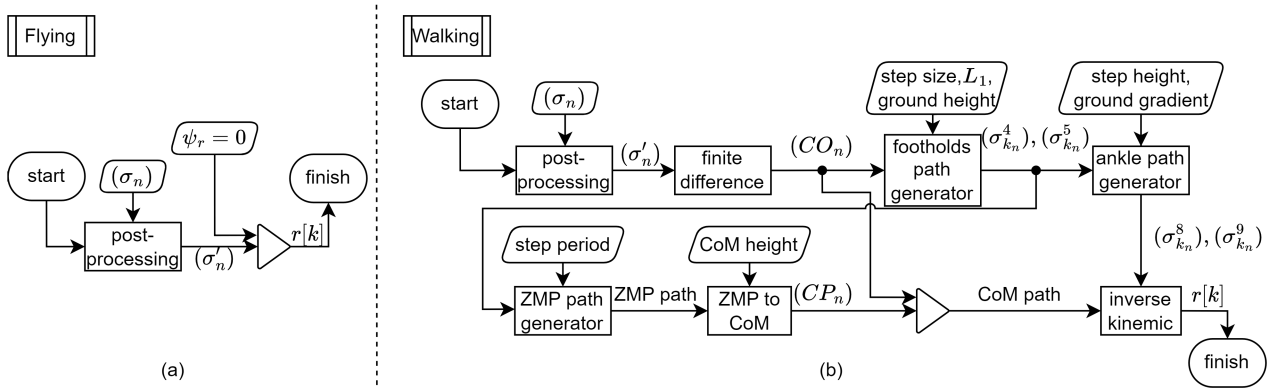 Flying
ψ_r = 0
start
(σ_n)
finish
post-
processing
(σ′_n)
r[k]
(a)
Walking
start
(σ_n)
step size, L_1,
ground height
step height,
ground gradient
post-
processing
(σ′_n)
finite
difference
(CO_n)
footholds
path
generator
(σ^4_{k_n}), (σ^5_{k_n})
ankle path
generator
(σ^8_{k_n}), (σ^9_{k_n})
step period
CoM height
ZMP path
generator
ZMP path
ZMP to
CoM
(CP_n)
CoM path
inverse
kinemic
r[k]
finish
(b)